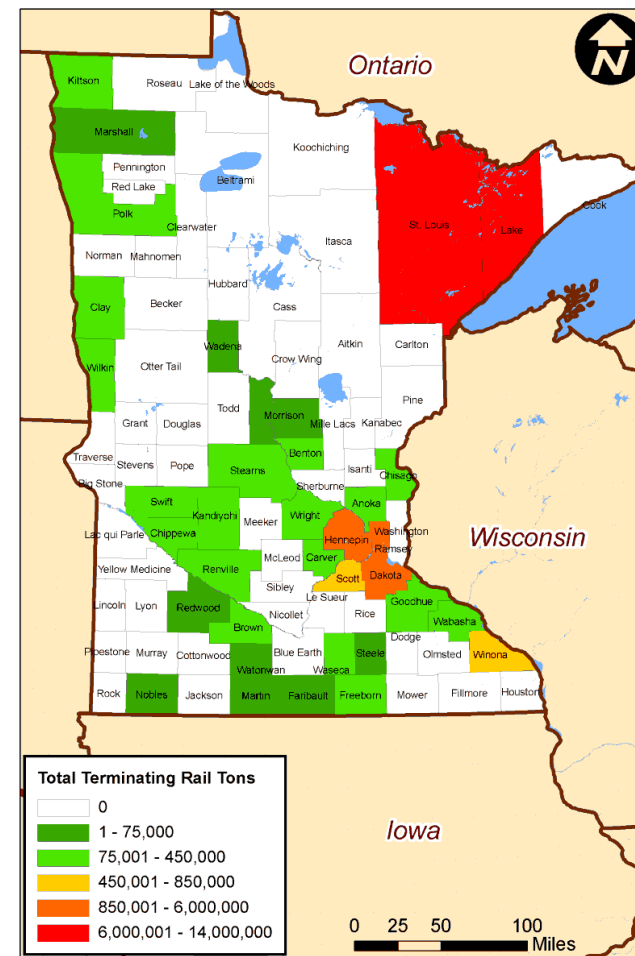 N
Ontario
Kittson
Roseau
Lake of the Woods
Marshall
Koochiching
Pennington
Beltrami
Red Lake
Polk
Clearwater
St. Louis
Lake
Cook
Itasca
Norman
Mahnomen
Hubbard
Cass
Clay
Becker
Wadena
Aitkin
Carlton
Crow Wing
Wilkin
Otter Tail
Pine
Todd
Morrison
Mille Lacs
Kanabec
Grant
Douglas
Benton
Traverse
Stevens
Pope
Stearns
Isanti
Chisago
Big Stone
Sherburne
Swift
Anoka
Kandiyohi
Wright
Meeker
Washington
Wisconsin
Lac qui Parle
Chippewa
Hennepin
Ramsey
McLeod
Carver
Yellow Medicine
Renville
Scott
Dakota
Sibley
Le Sueur
Lincoln
Lyon
Redwood
Nicollet
Rice
Goodhue
Brown
Wabasha
Dodge
Pipestone
Murray
Cottonwood
Watonwan
Blue Earth
Waseca
Steele
Olmsted
Winona
Rock
Nobles
Jackson
Martin
Faribault
Freeborn
Mower
Fillmore
Houston
Total Terminating Rail Tons
0
1 - 75,000
75,001 - 450,000
450,001 - 850,000
850,001 - 6,000,000
6,000,001 - 14,000,000
Iowa
0 25 50 100
Miles